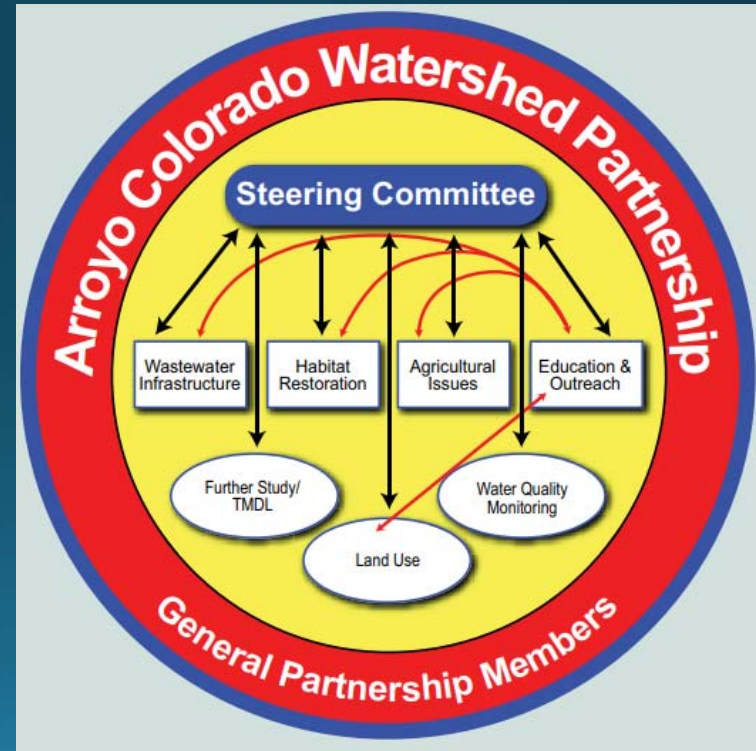 Arroyo Colorado Watershed Partnership
Steering Committee
Wastewater
Infrastructure
Habitat
Restoration
Agricultural
Issues
Education &
Outreach
Further Study/
TMDL
Water Quality
Monitoring
Land Use
General Partnership Members